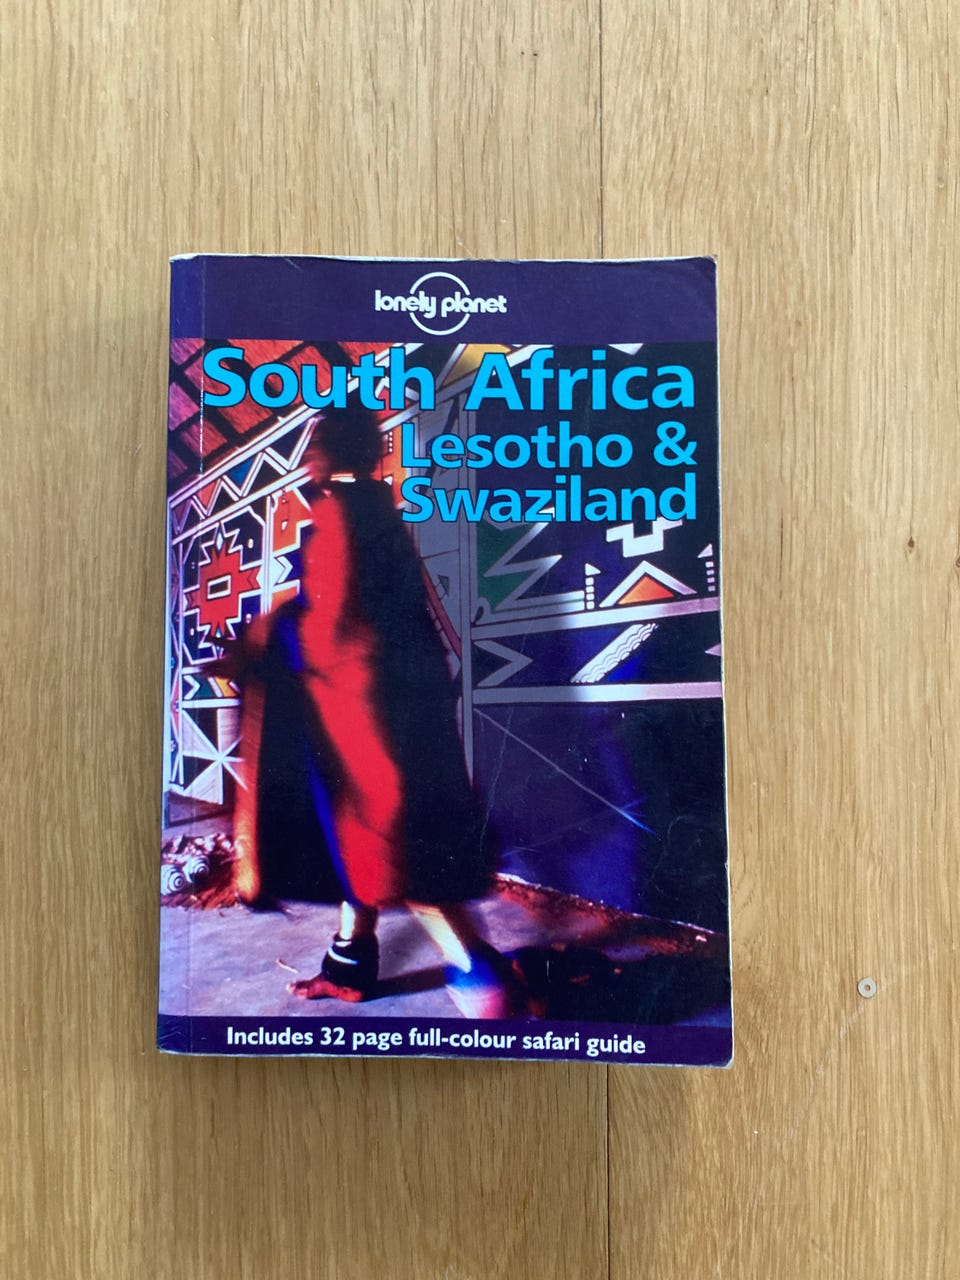 lonely planet
South Africa
Lesotho &
Swaziland
Includes 32 page full-colour safari guide